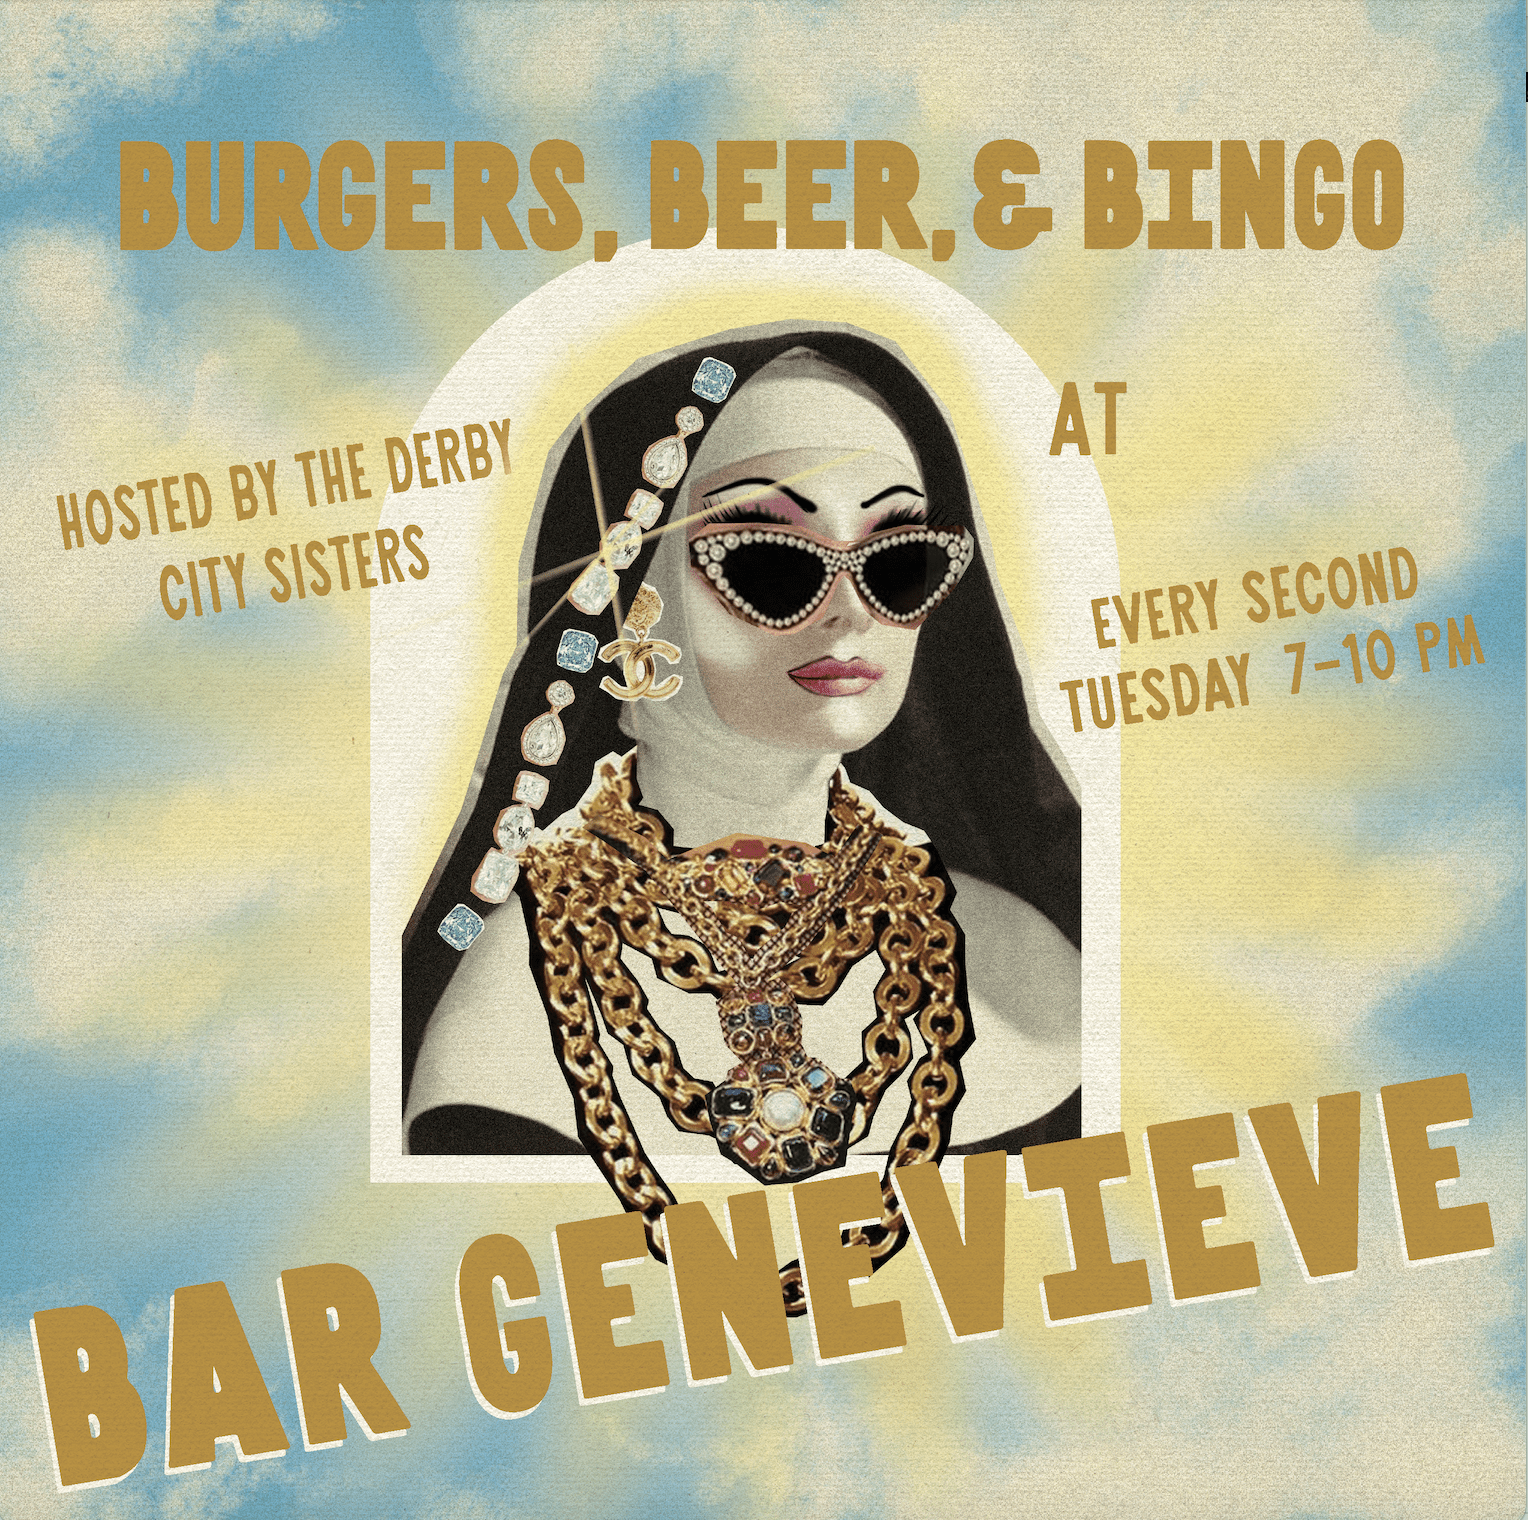 BURGERS, BEER, & BINGO
HOSTED BY THE DERBY
CITY SISTERS
AT
EVERY SECOND
TUESDAY 7-10 PM
BAR GENEVIEVE